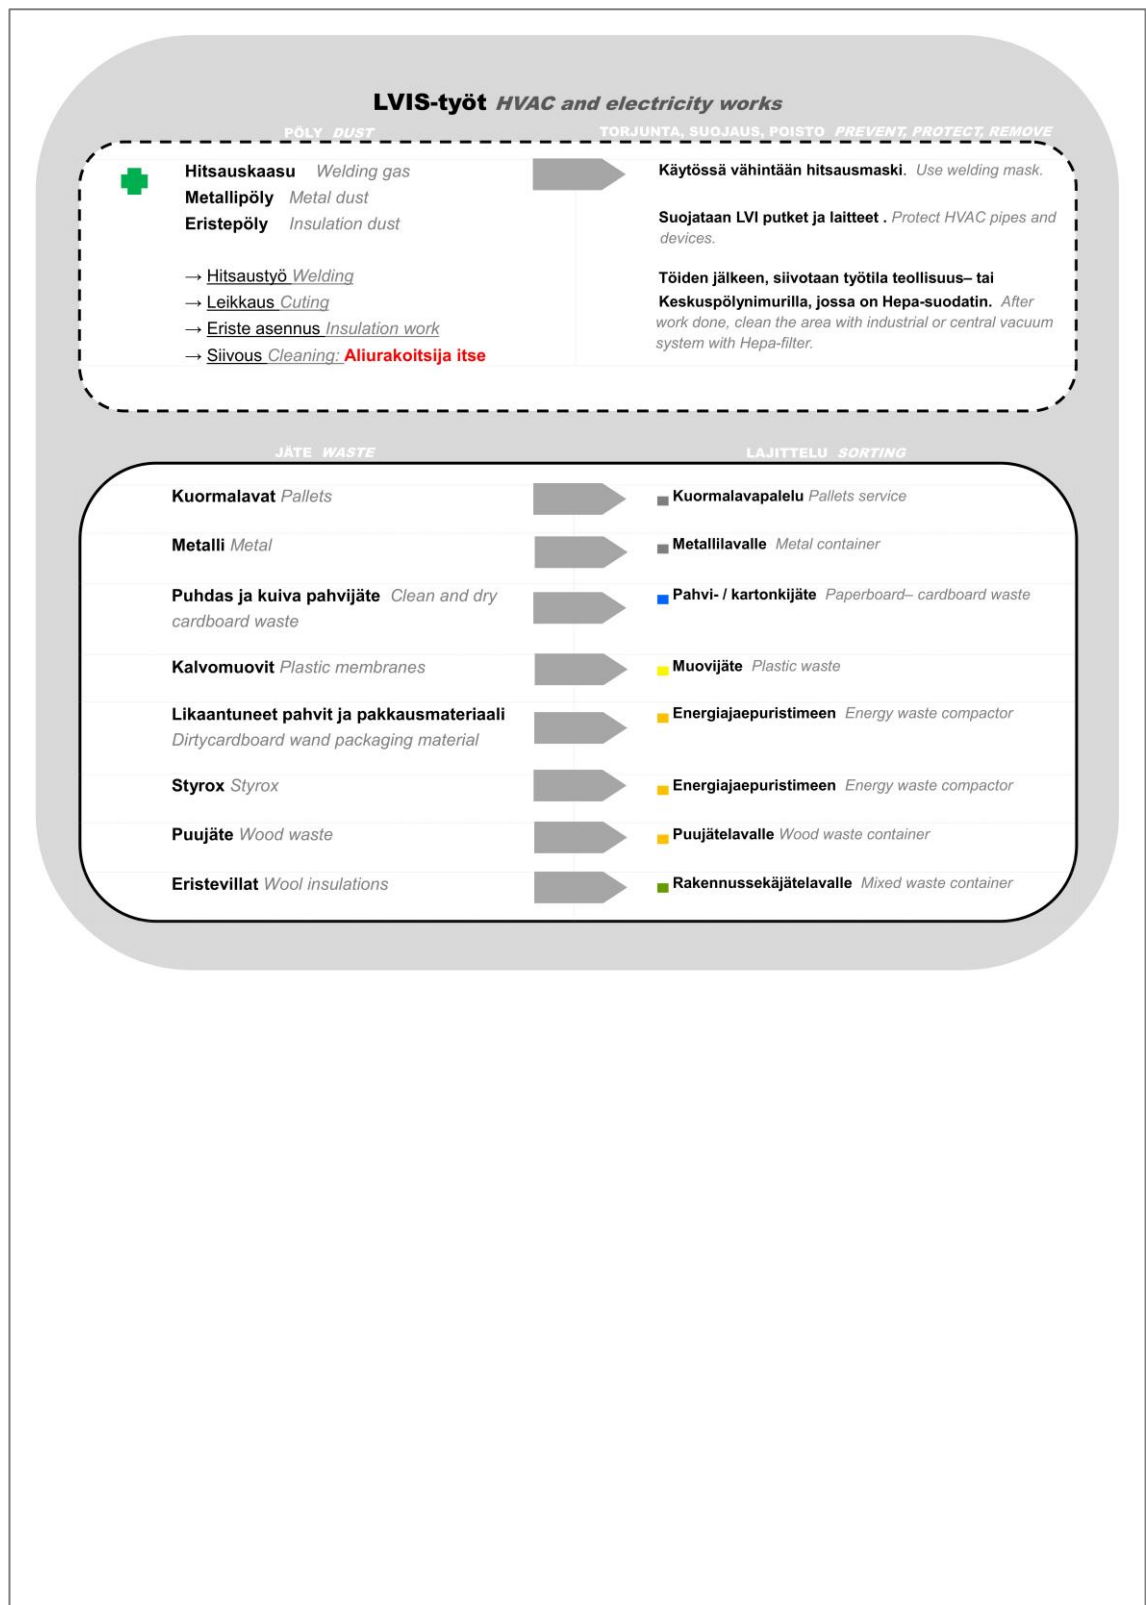 LVIS-työt HVAC and electricity works
PÖLY DUST
TORJUNTA, SUOJAUS, POISTO PREVENT, PROTECT, REMOVE
Hitsauskaasu Welding gas
Metallipöly Metal dust
Eristepöly Insulation dust
→ Hitsaustyö Welding
→ Leikkaus Cuting
→ Eriste asennus Insulation work
→ Siivous Cleaning: Aliurakoitsija itse
Käytössä vähintään hitsausmaski. Use welding mask.
Suojataan LVI putket ja laitteet . Protect HVAC pipes and
devices.
Töiden jälkeen, siivotaan työtila teollisuus– tai
Keskuspölynimurilla, jossa on Hepa-suodatin. After
work done, clean the area with industrial or central vacuum
system with Hepa-filter.
JÄTE WASTE
LAJITTELU SORTING
Kuormalavat Pallets
Kuormalavapalelu Pallets service
Metalli Metal
Metallilavalle Metal container
Puhdas ja kuiva pahvijäte Clean and dry
cardboard waste
Pahvi- / kartonkijäte Paperboard– cardboard waste
Kalvomuovit Plastic membranes
Muovijäte Plastic waste
Likaantuneet pahvit ja pakkausmateriaali
Dirtycardboard wand packaging material
Energiajaepuristimeen Energy waste compactor
Styrox Styrox
Energiajaepuristimeen Energy waste compactor
Puujäte Wood waste
Puujätelavalle Wood waste container
Eristevillat Wool insulations
Rakennussekäjätelavalle Mixed waste container